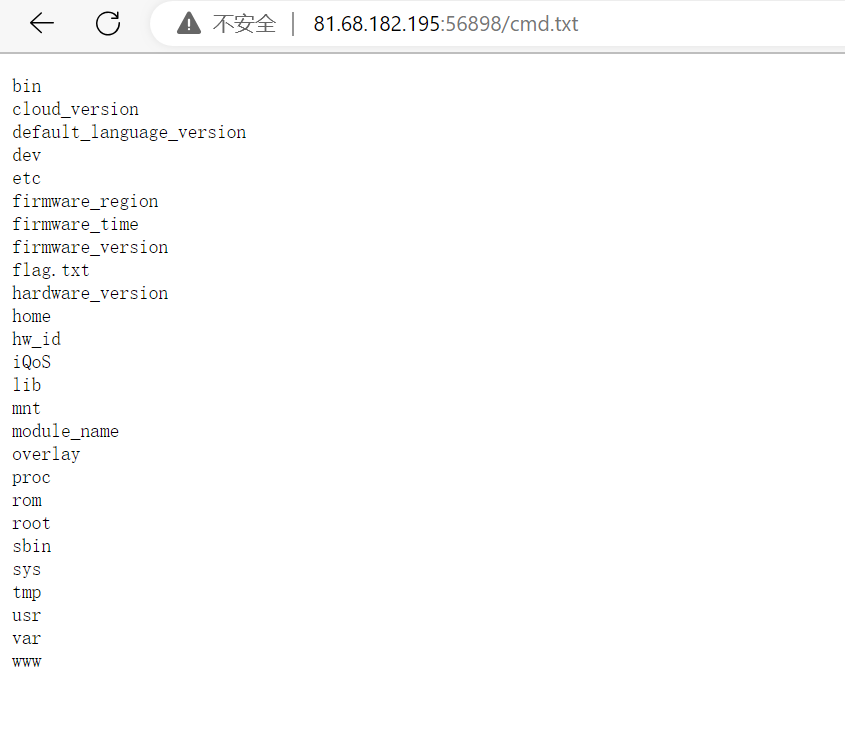 不安全 | 81.68.182.195:56898/cmd.txt
bin
cloud_version
default_language_version
dev
etc
firmware_region
firmware_time
firmware_version
flag.txt
hardware_version
home
hw_id
iQoS
lib
mnt
module_name
overlay
proc
rom
root
sbin
sys
tmp
usr
var
www